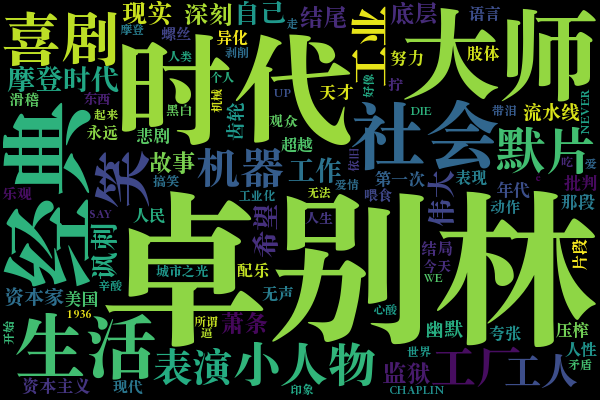 喜剧
现实
深刻
自己
结尾
工业
底层
语言
大师
摩登
螺丝
走
异化
努力
肢体
摩登时代
时代
人类
剥削
好像
拧
滑稽
东西
黑白
个人
机械
UP
天才
DIE
带泪
NEVER
起来
永远
悲剧
齿轮
观众
超越
社会
流水线
默片
经典
笑
故事
机器
工作
依旧
第一次
表现
吃
爱
批判
乐观
搞笑
工业化
无法
爱情
喂食
伟大
年代
那段
SAY
人民
希望
人生
动作
讽刺
城市之光
配乐
卓别林
结局
今天
片段
辛酸
资本家
美国
无声
WE
1936
所谓
逼
萧条
心酸
幽默
夸张
压榨
开始
生活
表演
小人物
世界
监狱
工厂
工人
人性
矛盾
资本主义
现代
印象
CHAPLIN